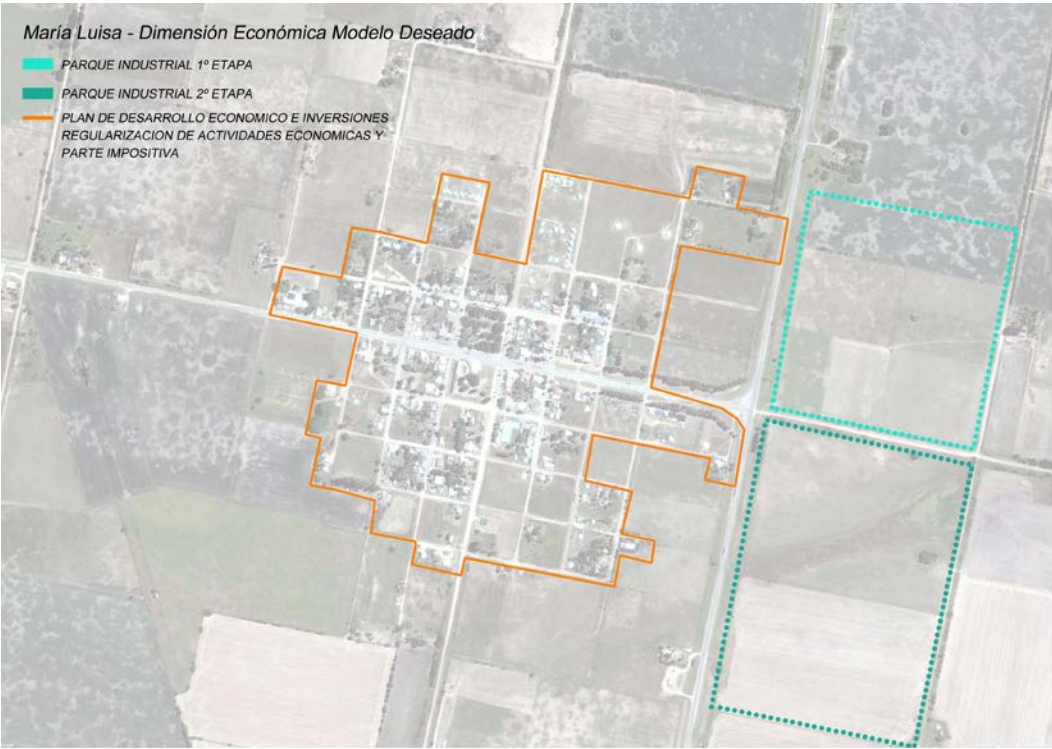 María Luisa - Dimensión Económica Modelo Deseado
PARQUE INDUSTRIAL 1º ETAPA
PARQUE INDUSTRIAL 2º ETAPA
PLAN DE DESARROLLO ECONOMICO E INVERSIONES
REGULARIZACION DE ACTIVIDADES ECONOMICAS Y
PARTE IMPOSITIVA